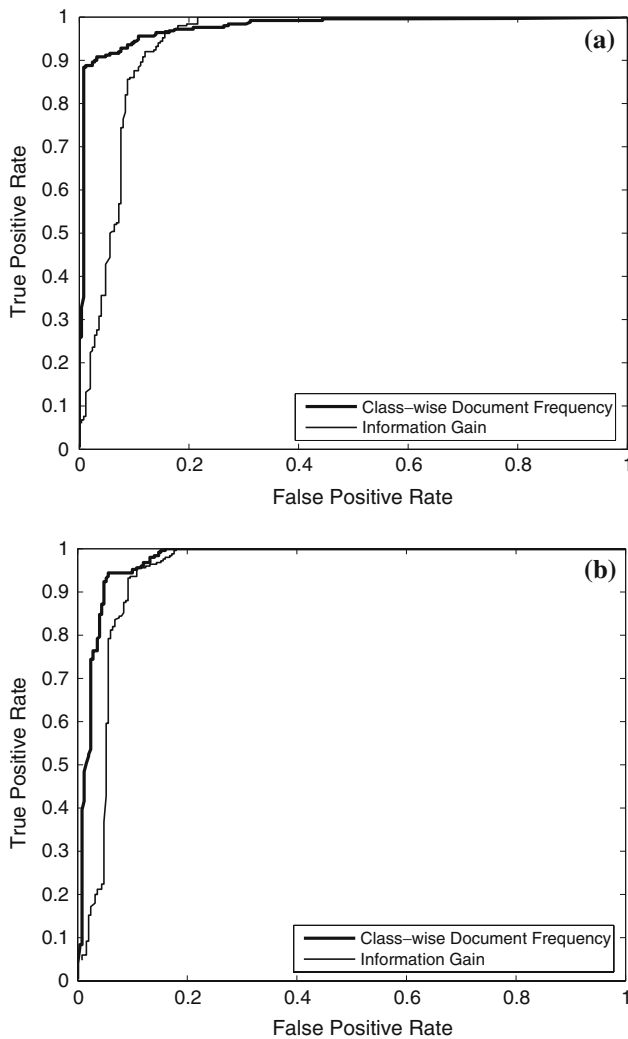 (a)
1
0.9
0.8
0.7
0.6
0.5
0.4
0.3
0.2
0.1
0
True Positive Rate
Class-wise Document Frequency
Information Gain
0 0.2 0.4 0.6 0.8 1
False Positive Rate
(b)
1
0.9
0.8
0.7
0.6
0.5
0.4
0.3
0.2
0.1
0
True Positive Rate
Class-wise Document Frequency
Information Gain
0 0.2 0.4 0.6 0.8 1
False Positive Rate